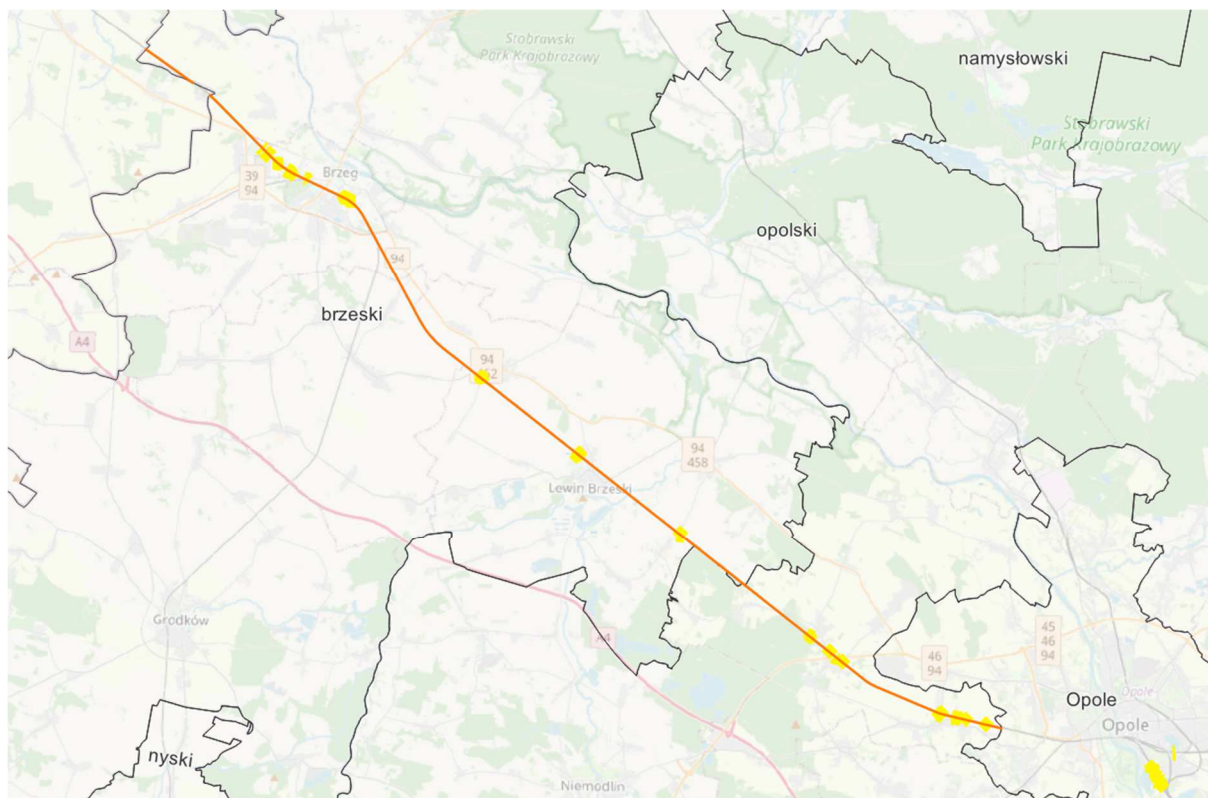 Stobrawski
Park Krajobrazowy
namysłowski
Stobrawski
Park Krajobrazowy
39
94
Brzeg
opolski
94
brzeski
A4
94
94
458
Lewin Brzeski
Grodków
A4
45
46
94
46
94
Opole
Opole
Opole
nyski
Niemodlin